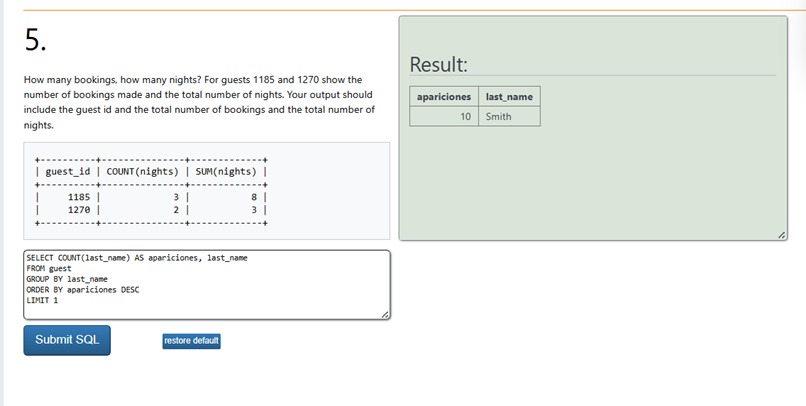 5.
How many bookings, how many nights? For guests 1185 and 1270 show the
number of bookings made and the total number of nights. Your output should
include the guest id and the total number of bookings and the total number of
nights.
+----------+---------------+-------------+
| guest_id | COUNT(nights) | SUM(nights) |
+----------+---------------+-------------+
|     1185 |             3 |           8 |
|     1270 |             2 |           3 |
+----------+---------------+-------------+
SELECT COUNT(last_name) AS apariciones, last_name
FROM guest
GROUP BY last_name
ORDER BY apariciones DESC
LIMIT 1
Submit SQL restore default
Result:
apariciones last_name
10 Smith